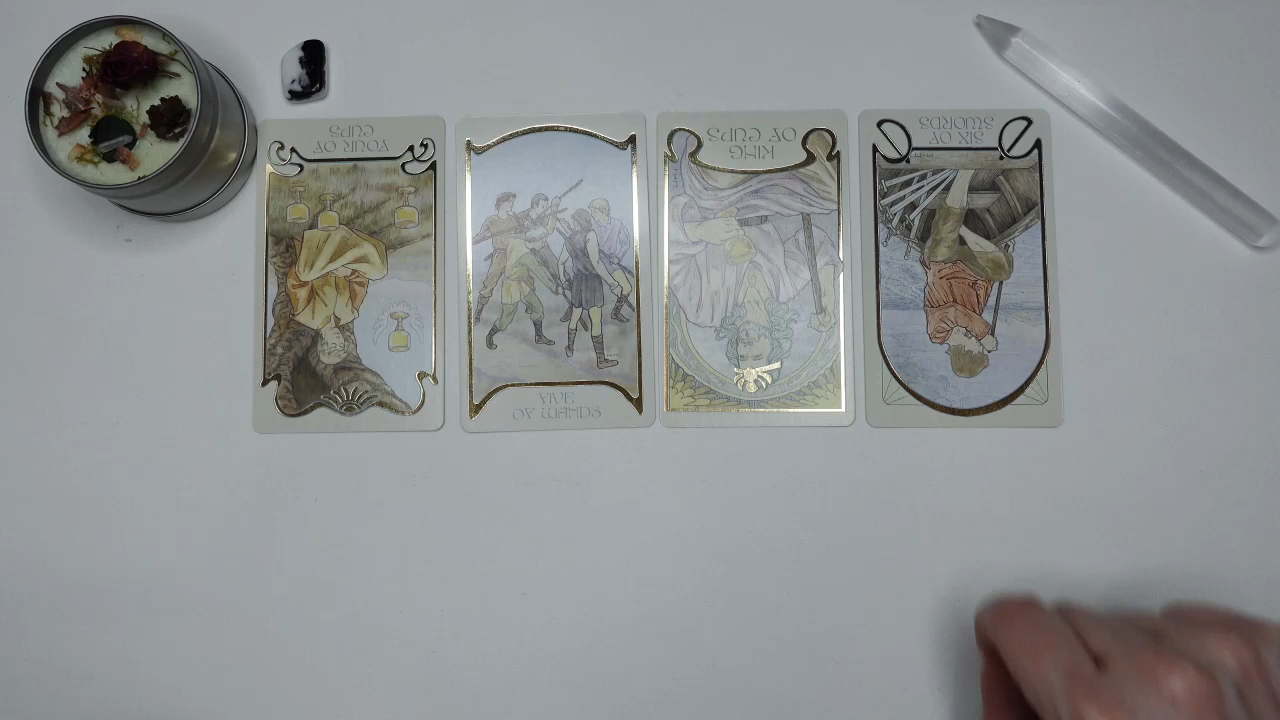 FOUR OF
CUPS
FIVE
OF WANDS
KING
OF CUPS
SIX OF
SWORDS